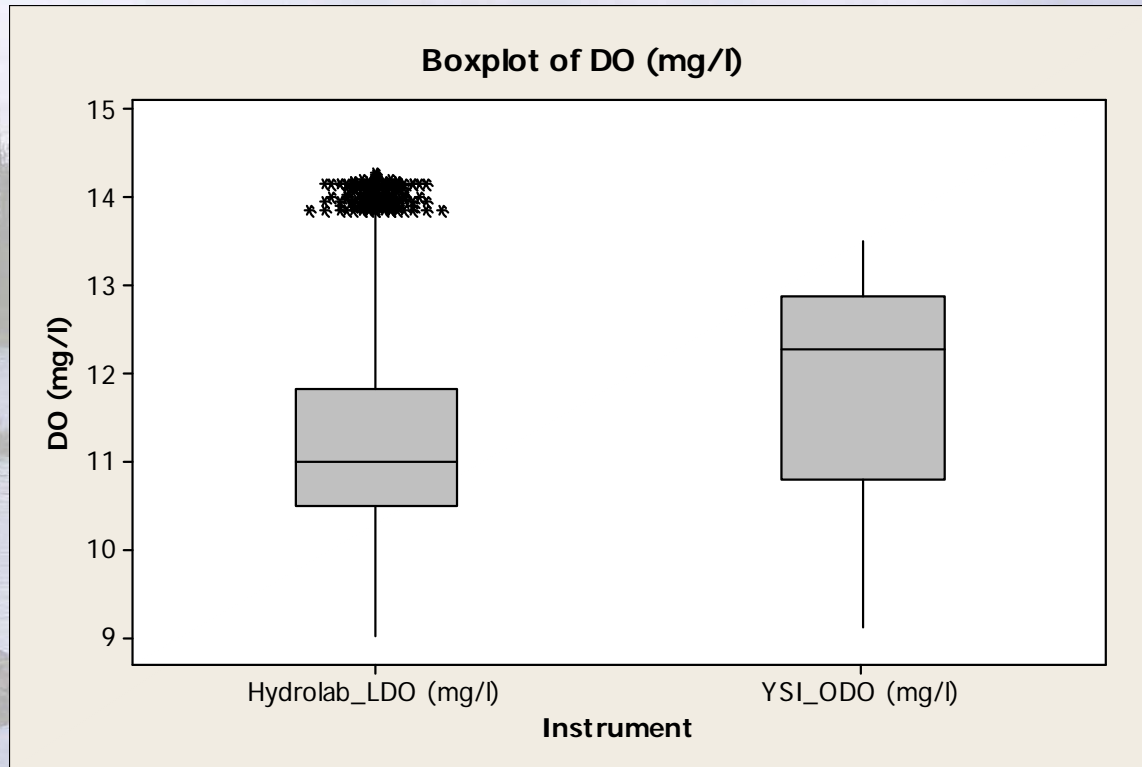 Boxplot of DO (mg/l)
15
14
13
12
11
10
9
DO (mg/l)
Hydrolab_LDO (mg/l) YSI_ODO (mg/l)
Instrument